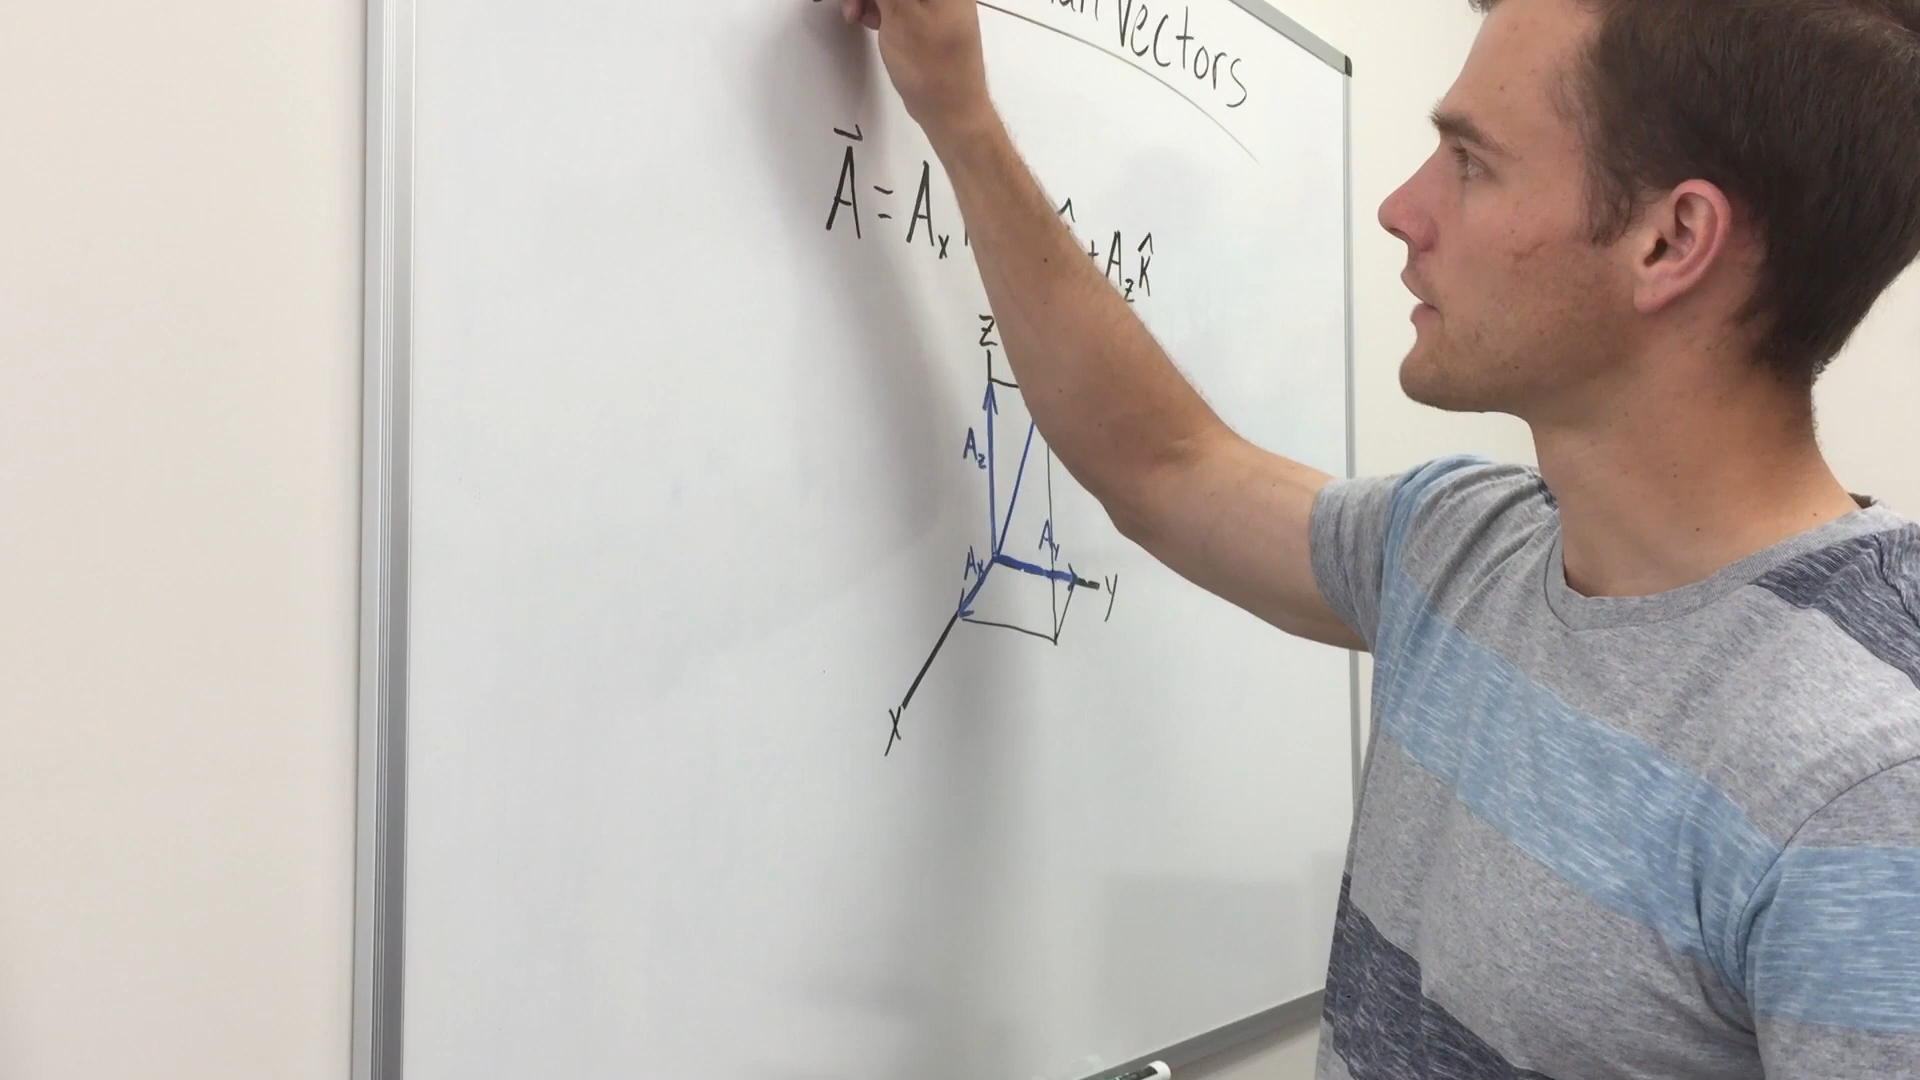 Vectors
A⃗ = Aₓ + A_z k̂
Z
A_z
Aₓ
A_y
y
X